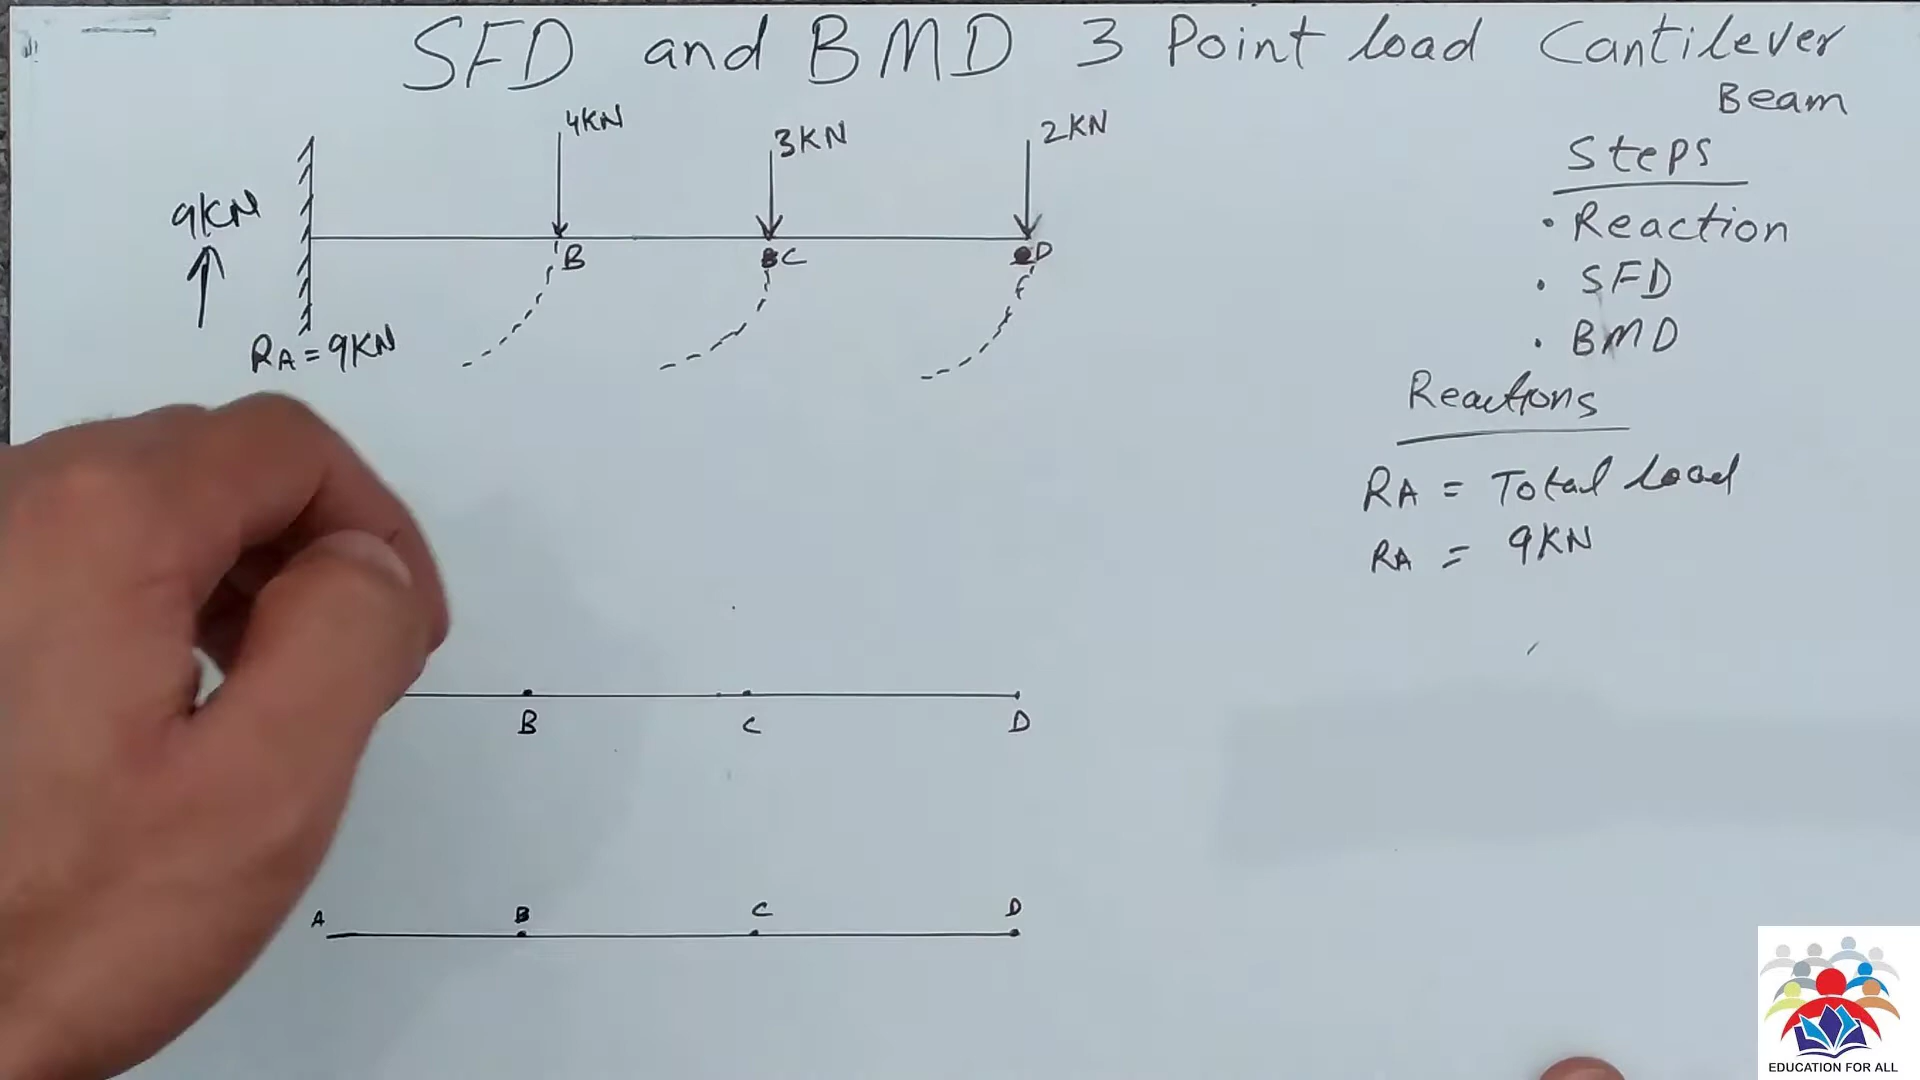 SFD and BMD 3 Point load Cantilever
Beam
4KN
3KN
2KN
9KN
B
C
D
RA = 9KN
Steps
• Reaction
• SFD
• BMD
Reactions
RA = Total load
RA = 9KN
B C D
A B C D
EDUCATION FOR ALL